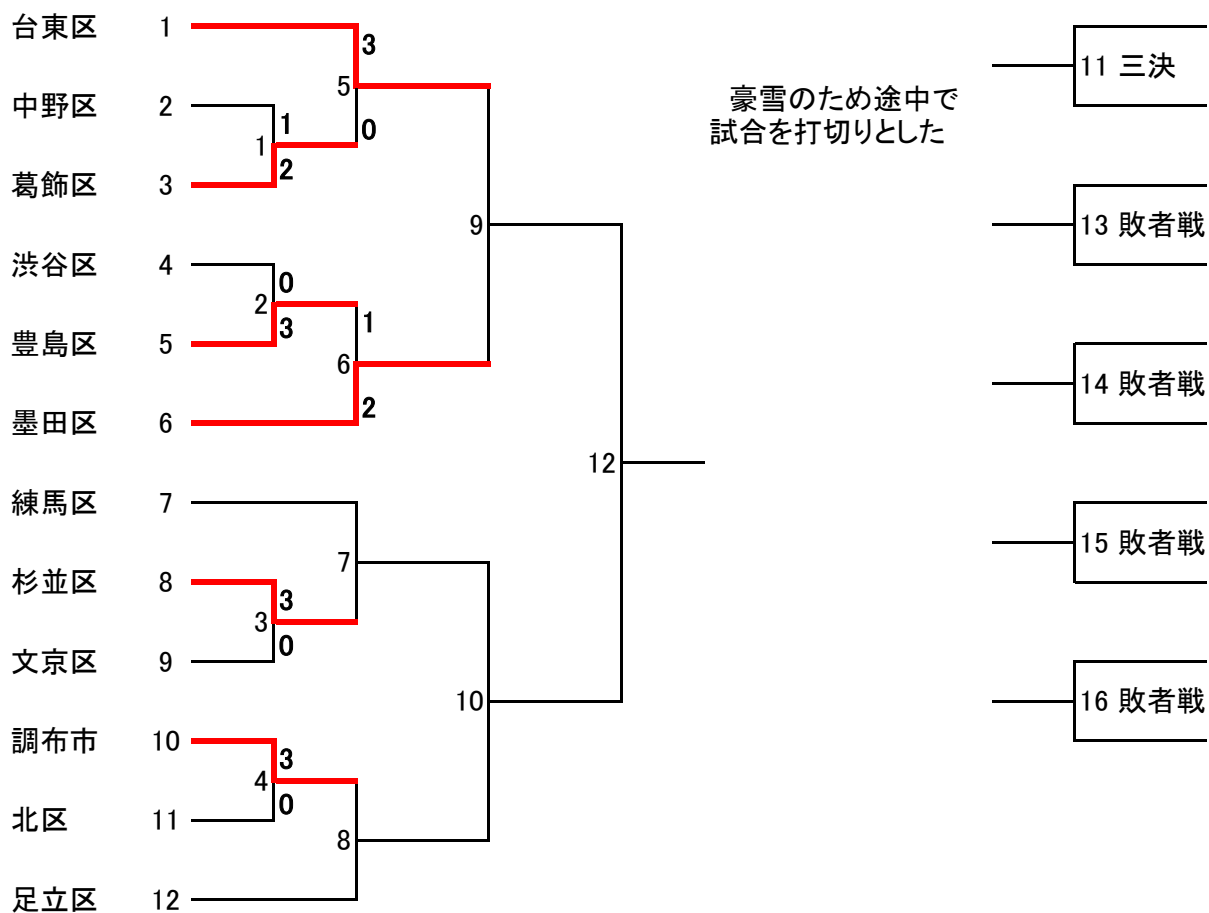 台東区 1
3
5
中野区 2
1
0
1
葛飾区 3
2
9
渋谷区 4
0
2
豊島区 5
3
1
6
墨田区 6
2
12
練馬区 7
7
杉並区 8
3
3
文京区 9
0
10
調布市 10
3
4
北区 11
0
8
足立区 12
豪雪のため途中で
試合を打切りとした
11 三決
13 敗者戦
14 敗者戦
15 敗者戦
16 敗者戦